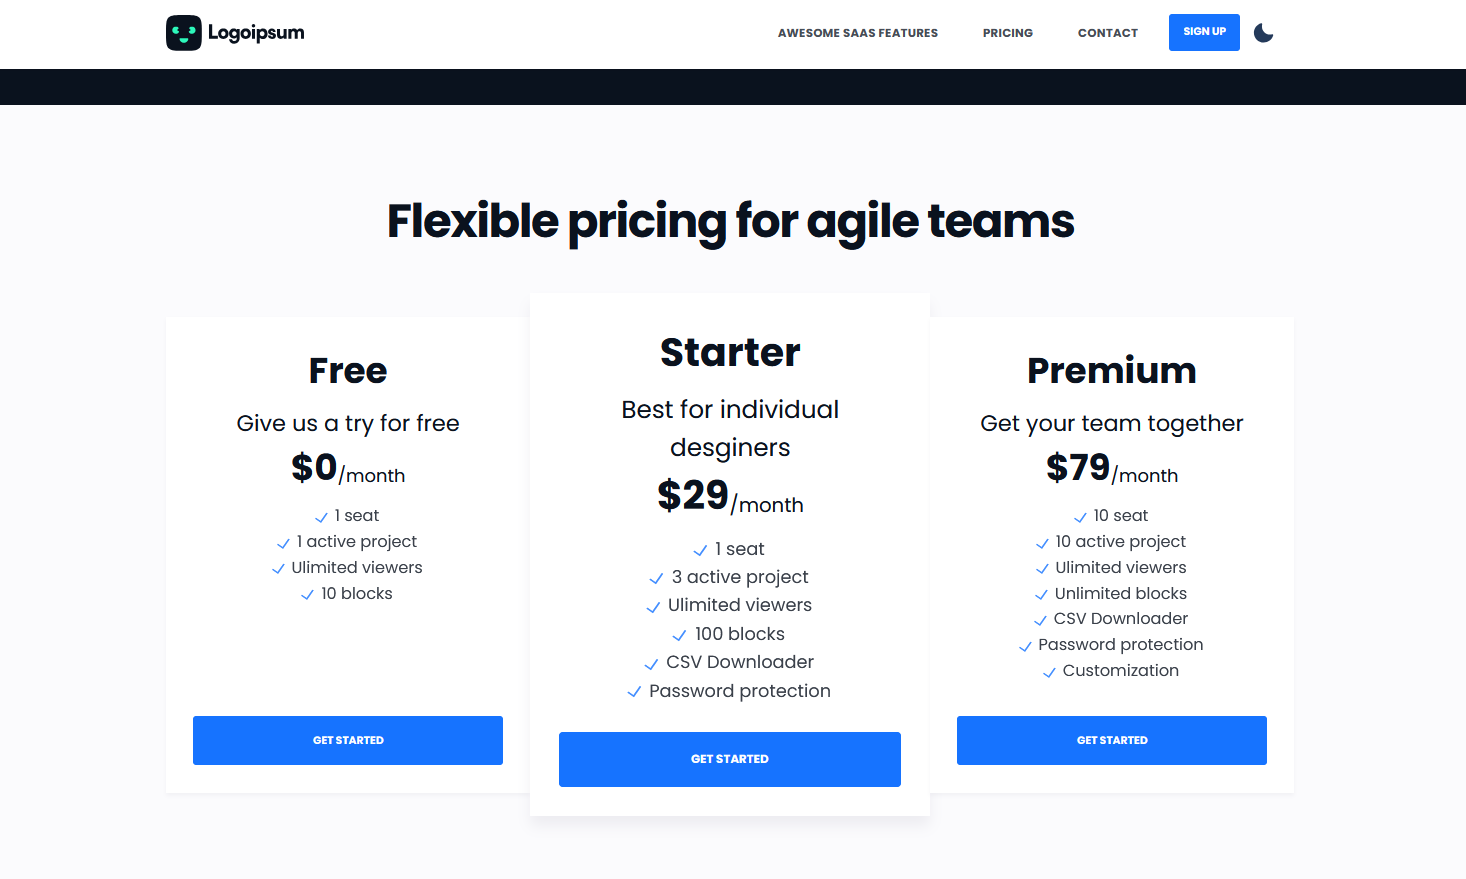 Logoipsum
AWESOME SAAS FEATURES
PRICING
CONTACT
SIGN UP
Flexible pricing for agile teams
Free
Give us a try for free
$0/month
1 seat
1 active project
Ulimited viewers
10 blocks
GET STARTED
Starter
Best for individual
desginers
$29/month
1 seat
3 active project
Ulimited viewers
100 blocks
CSV Downloader
Password protection
GET STARTED
Premium
Get your team together
$79/month
10 seat
10 active project
Ulimited viewers
Unlimited blocks
CSV Downloader
Password protection
Customization
GET STARTED